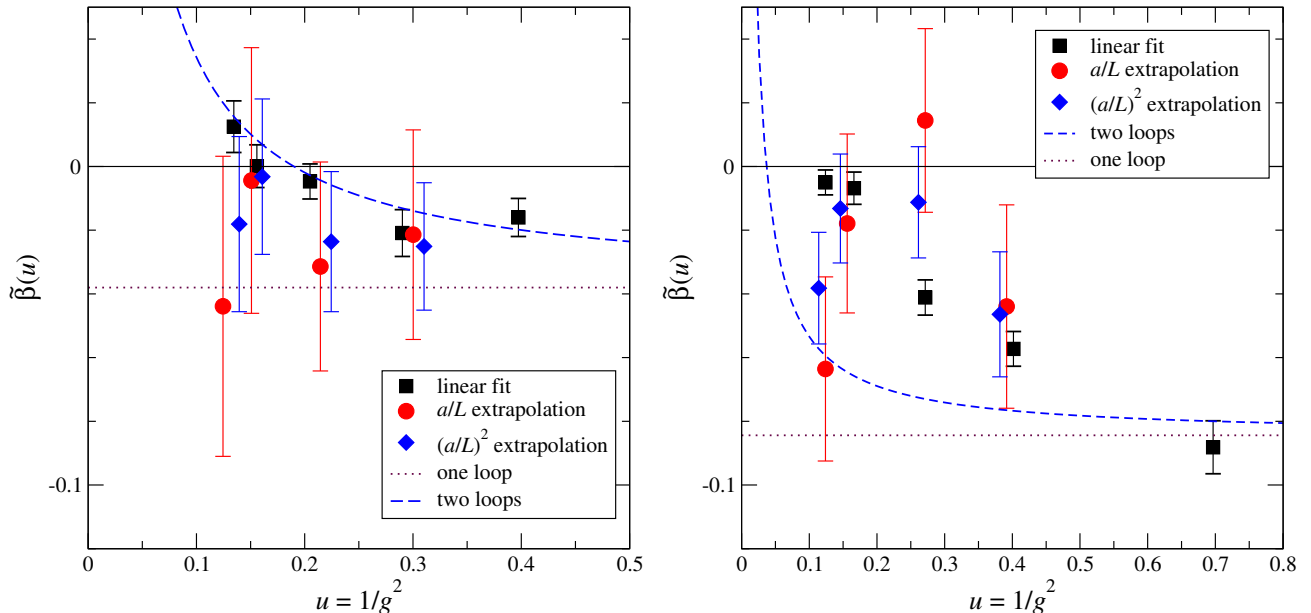 0
-0.1
β̃(u)
0 0.1 0.2 0.3 0.4 0.5
u = 1/g²
linear fit
a/L extrapolation
(a/L)² extrapolation
one loop
two loops
0
-0.1
β̃(u)
0 0.1 0.2 0.3 0.4 0.5 0.6 0.7 0.8
u = 1/g²
linear fit
a/L extrapolation
(a/L)² extrapolation
two loops
one loop